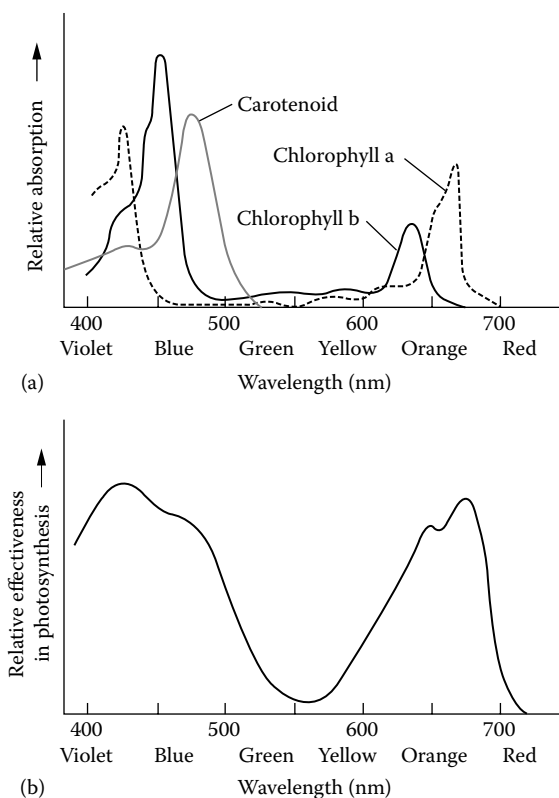 Relative absorption
Carotenoid
Chlorophyll a
Chlorophyll b
400 500 600 700
Violet Blue Green Yellow Orange Red
(a) Wavelength (nm)
Relative effectiveness
in photosynthesis
400 500 600 700
Violet Blue Green Yellow Orange Red
(b) Wavelength (nm)